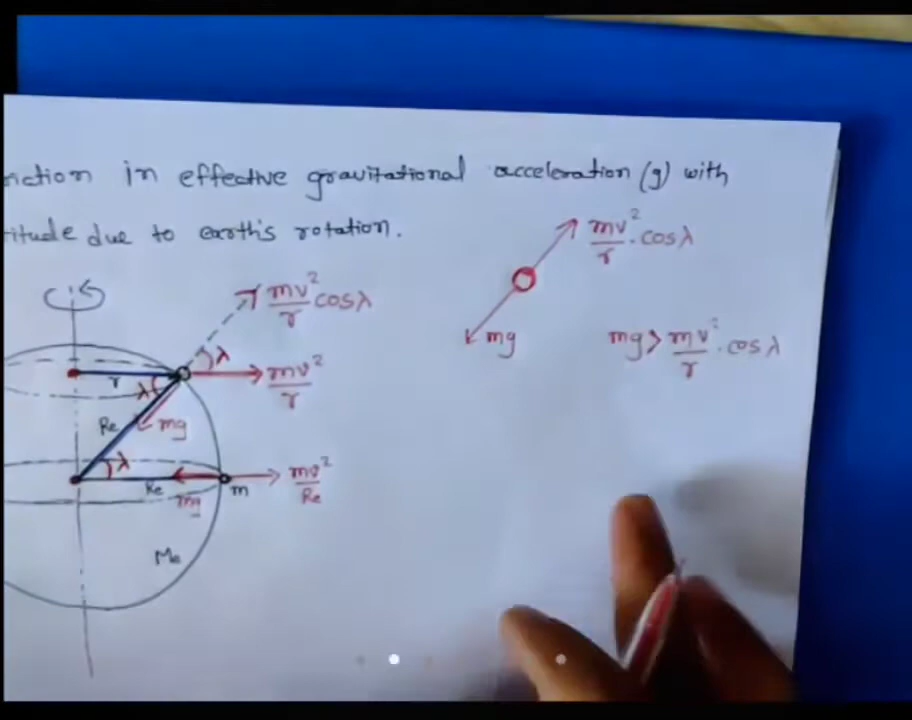 in effective gravitational acceleration (g) with
due to earth's rotation.
mv²/r · cosλ
mv²/r cosλ
mg
mg > mv²/r · cosλ
λ
mv²/r
r
λ
Re
mg
λ
mv²/Re
Re
m
Me